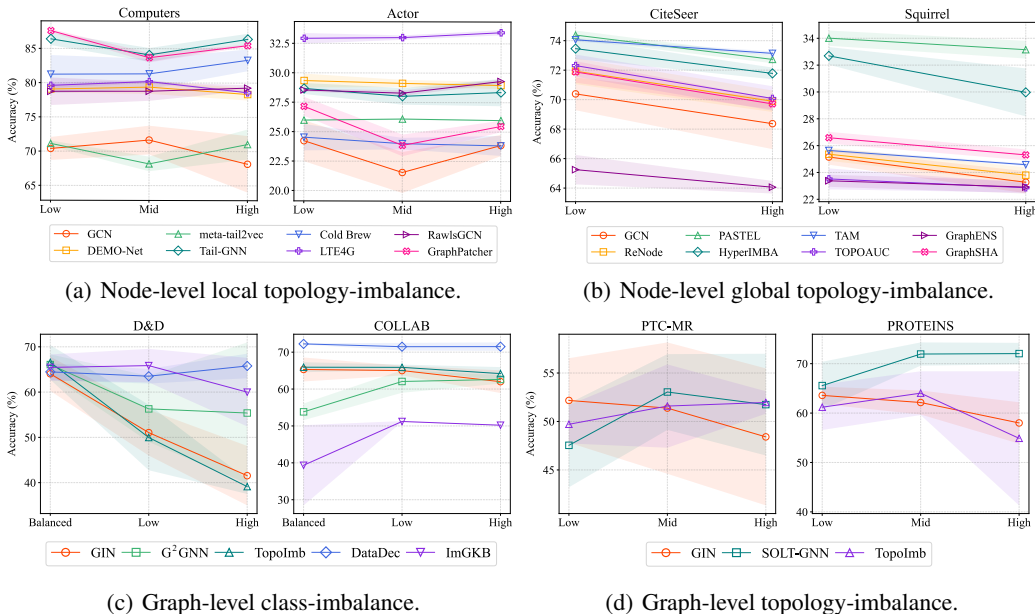 Computers
Actor
Accuracy (%)
85
80
75
70
65
32.5
30.0
27.5
25.0
22.5
20.0
Low
Mid
High
Low
Mid
High
GCN
meta-tail2vec
Cold Brew
RawlsGCN
DEMO-Net
Tail-GNN
LTE4G
GraphPatcher
(a) Node-level local topology-imbalance.
CiteSeer
Squirrel
Accuracy (%)
74
72
70
68
66
64
34
32
30
28
26
24
22
Low
High
Low
High
GCN
PASTEL
TAM
GraphENS
ReNode
HyperIMBA
TOPOAUC
GraphSHA
(b) Node-level global topology-imbalance.
D&D
COLLAB
Accuracy (%)
70
60
50
40
70
60
50
40
30
Balanced
Low
High
Balanced
Low
High
GIN
G²GNN
TopoImb
DataDec
ImGKB
(c) Graph-level class-imbalance.
PTC-MR
PROTEINS
Accuracy (%)
55
50
45
70
60
50
40
Low
Mid
High
Low
Mid
High
GIN
SOLT-GNN
TopoImb
(d) Graph-level topology-imbalance.